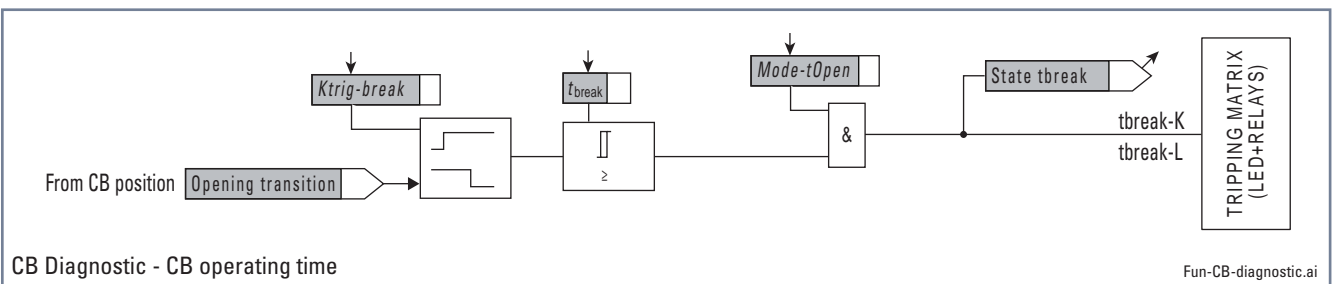 Ktrig-break
tbreak
Mode-tOpen
State tbreak
From CB position
Opening transition
≥
&
tbreak-K
tbreak-L
TRIPPING MATRIX
(LED+RELAYS)
CB Diagnostic - CB operating time
Fun-CB-diagnostic.ai